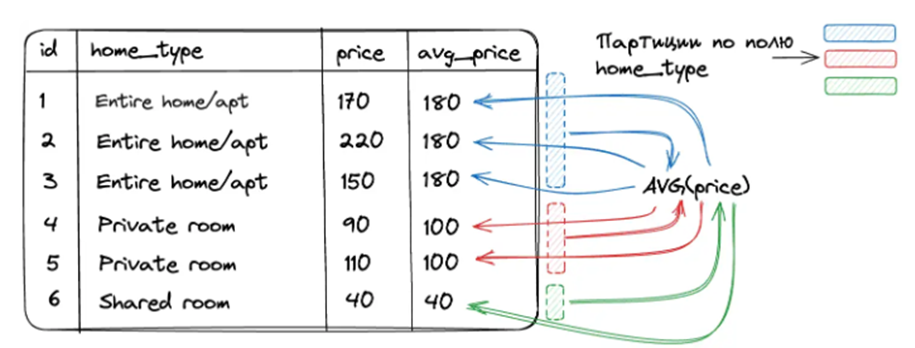 id home_type price avg_price
1 Entire home/apt 170 180
2 Entire home/apt 220 180
3 Entire home/apt 150 180
4 Private room 90 100
5 Private room 110 100
6 Shared room 40 40
Партиции по полю
home_type
AVG(price)